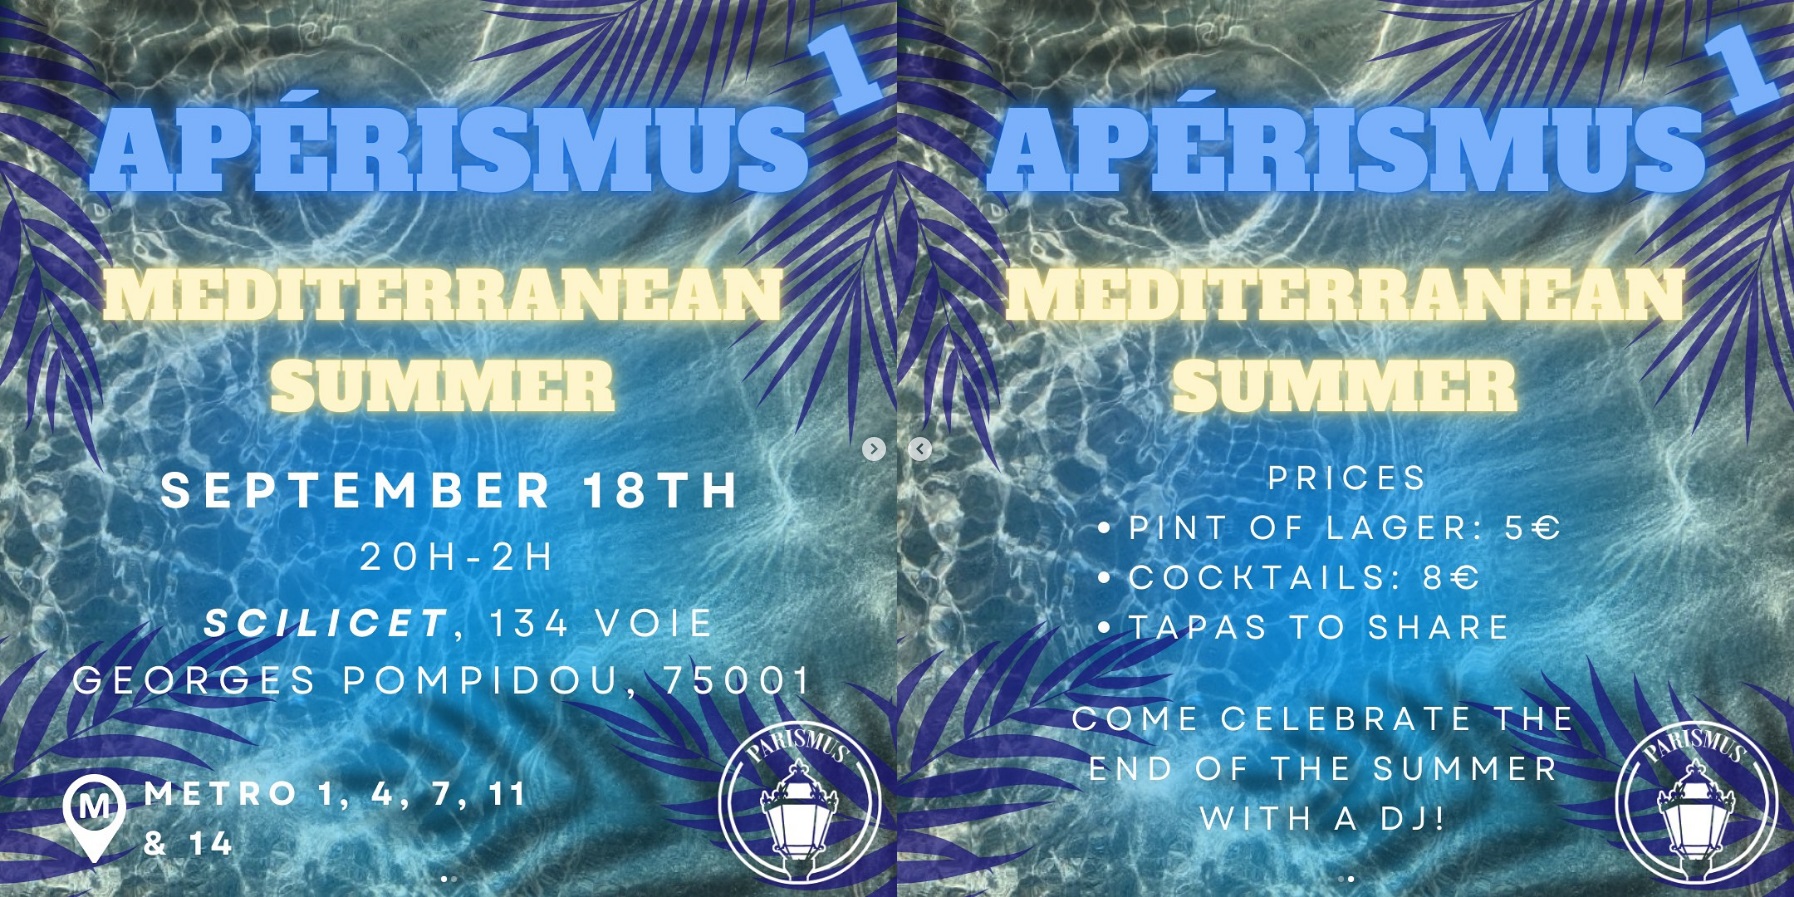 APÉRISMUS 1
MEDITERRANEAN
SUMMER
SEPTEMBER 18TH
20H-2H
SCILICET, 134 VOIE
GEORGES POMPIDOU, 75001
M METRO 1, 4, 7, 11
& 14
PARISMUS
APÉRISMUS 1
MEDITERRANEAN
SUMMER
PRICES
• PINT OF LAGER: 5€
• COCKTAILS: 8€
• TAPAS TO SHARE
COME CELEBRATE THE
END OF THE SUMMER
WITH A DJ!
PARISMUS